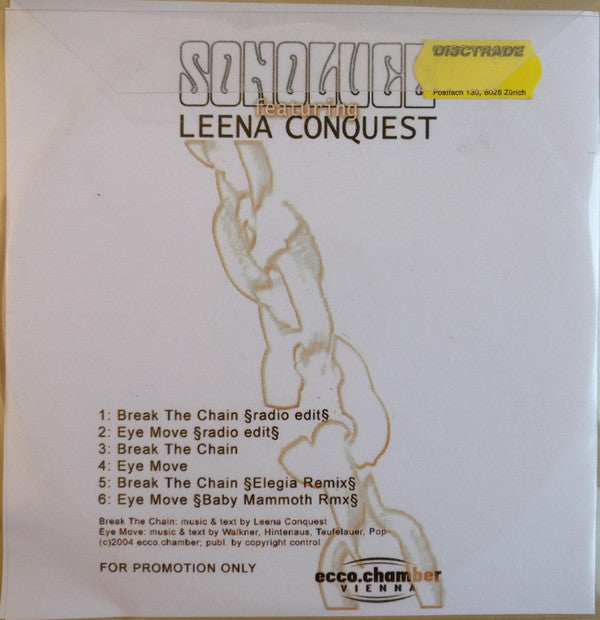 DISCTRADE
Postfach 130, 8026 Zürich
featuring
LEENA CONQUEST
1: Break The Chain §radio edit§
2: Eye Move §radio edit§
3: Break The Chain
4: Eye Move
5: Break The Chain §Elegia Remix§
6: Eye Move §Baby Mammoth Rmx§
Break The Chain: music & text by Leena Conquest
Eye Move: music & text by Walkner, Hintenaus, Teufelauer, Pop
(c)2004 ecco.chamber; publ. by copyright control
FOR PROMOTION ONLY
ecco.chamber
VIENNA